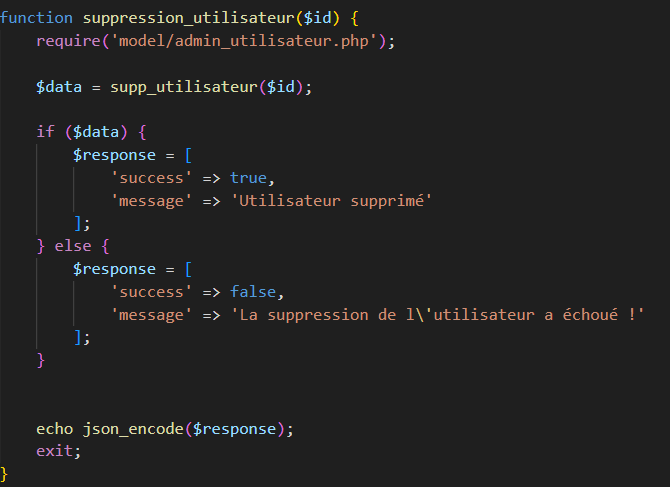 function suppression_utilisateur($id) {
    require('model/admin_utilisateur.php');
    $data = supp_utilisateur($id);
    if ($data) {
        $response = [
            'success' => true,
            'message' => 'Utilisateur supprimé'
        ];
    } else {
        $response = [
            'success' => false,
            'message' => 'La suppression de l\'utilisateur a échoué !'
        ];
    }
    echo json_encode($response);
    exit;
}